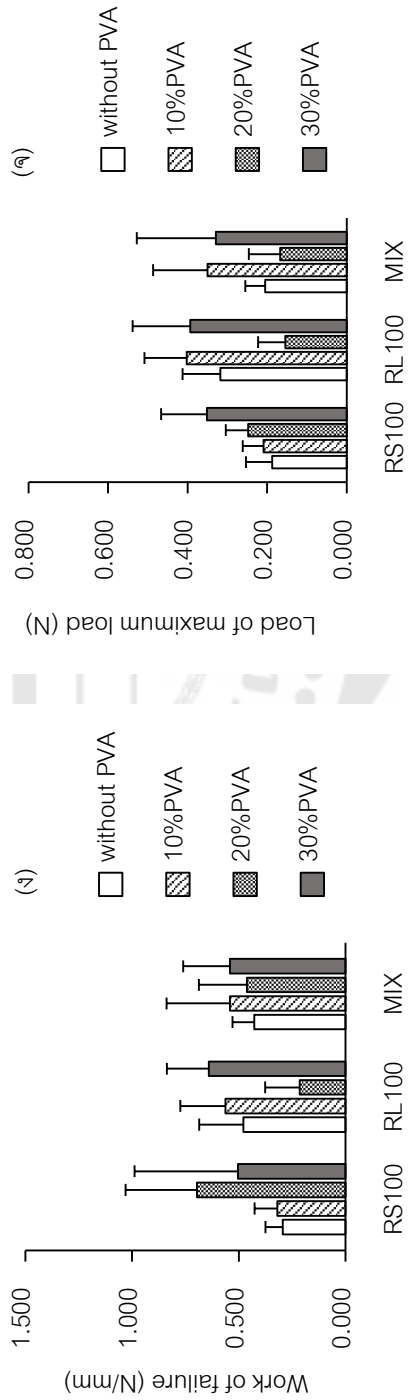 (ง)
Work of failure (N/mm)
1.500
1.000
0.500
0.000
RS100 RL100 MIX
without PVA
10%PVA
20%PVA
30%PVA
(จ)
Load of maximum load (N)
0.800
0.600
0.400
0.200
0.000
RS100 RL100 MIX
without PVA
10%PVA
20%PVA
30%PVA